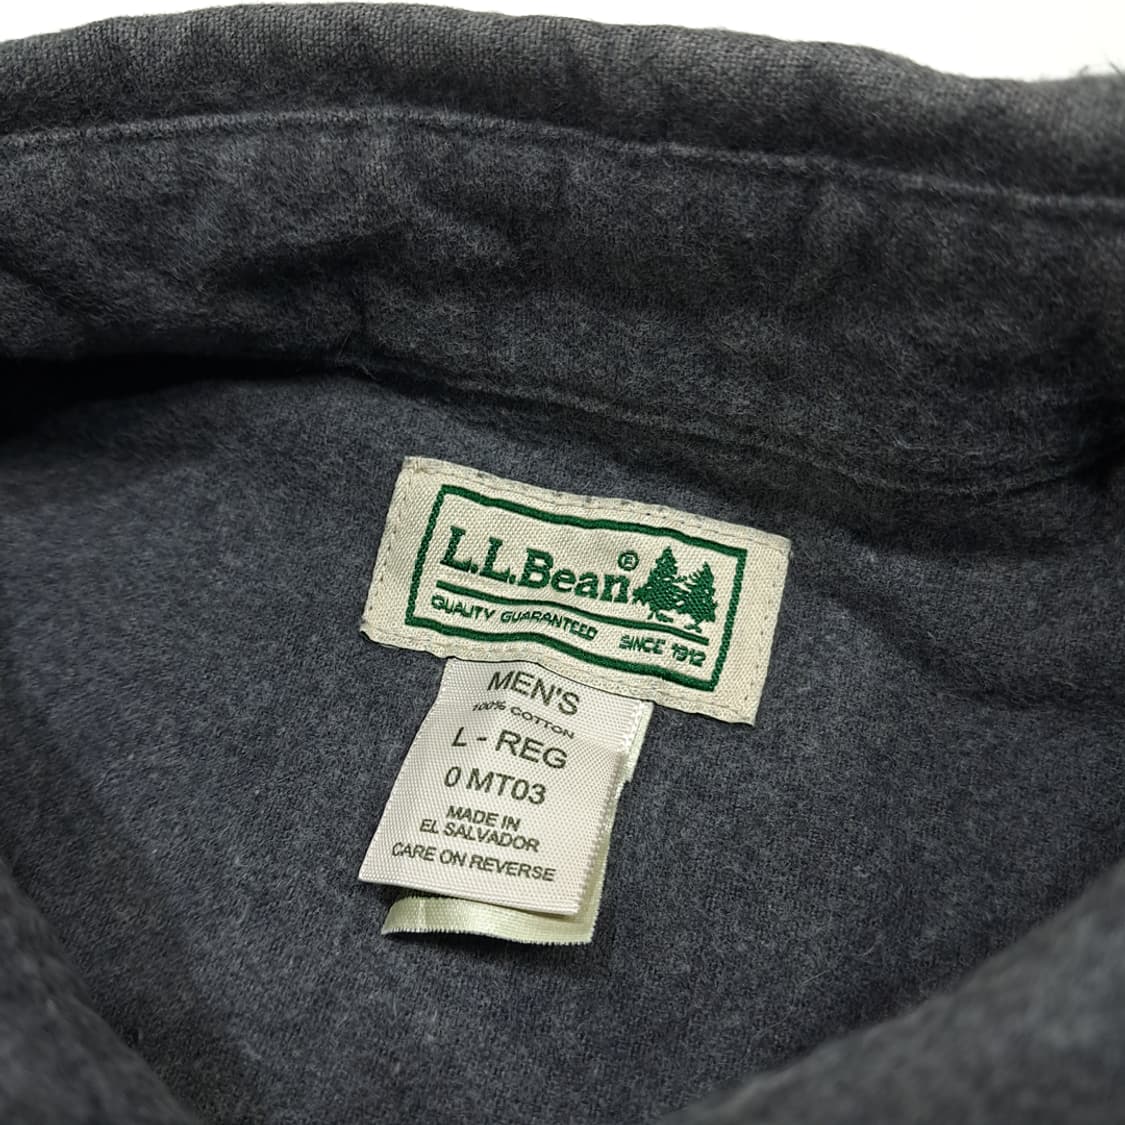 L.L.Bean®
QUALITY GUARANTEED SINCE 1912
MEN'S
100% COTTON
L - REG
0 MT03
MADE IN
EL SALVADOR
CARE ON REVERSE